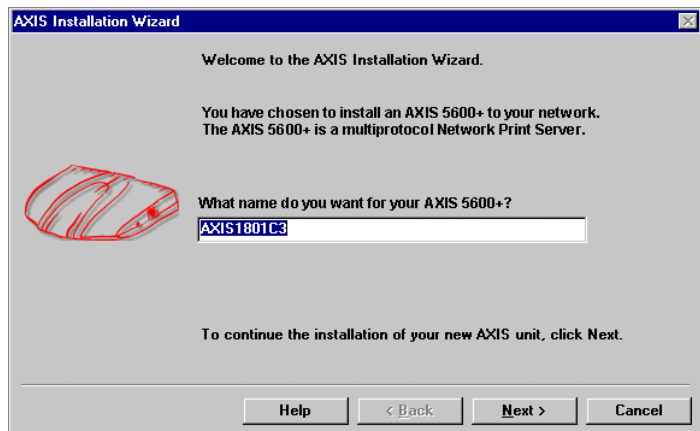 AXIS Installation Wizard
Welcome to the AXIS Installation Wizard.
You have chosen to install an AXIS 5600+ to your network.
The AXIS 5600+ is a multiprotocol Network Print Server.
What name do you want for your AXIS 5600+?
AXIS1801C3
To continue the installation of your new AXIS unit, click Next.
Help
< Back
Next >
Cancel